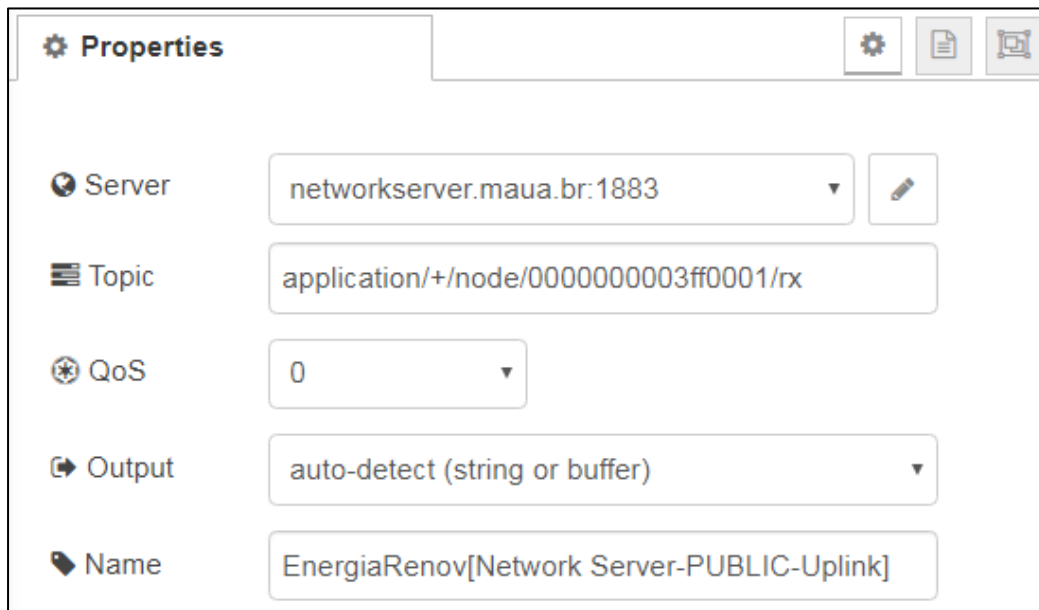 Properties
Server networkserver.maua.br:1883
Topic application/+/node/0000000003ff0001/rx
QoS 0
Output auto-detect (string or buffer)
Name EnergiaRenov[Network Server-PUBLIC-Uplink]